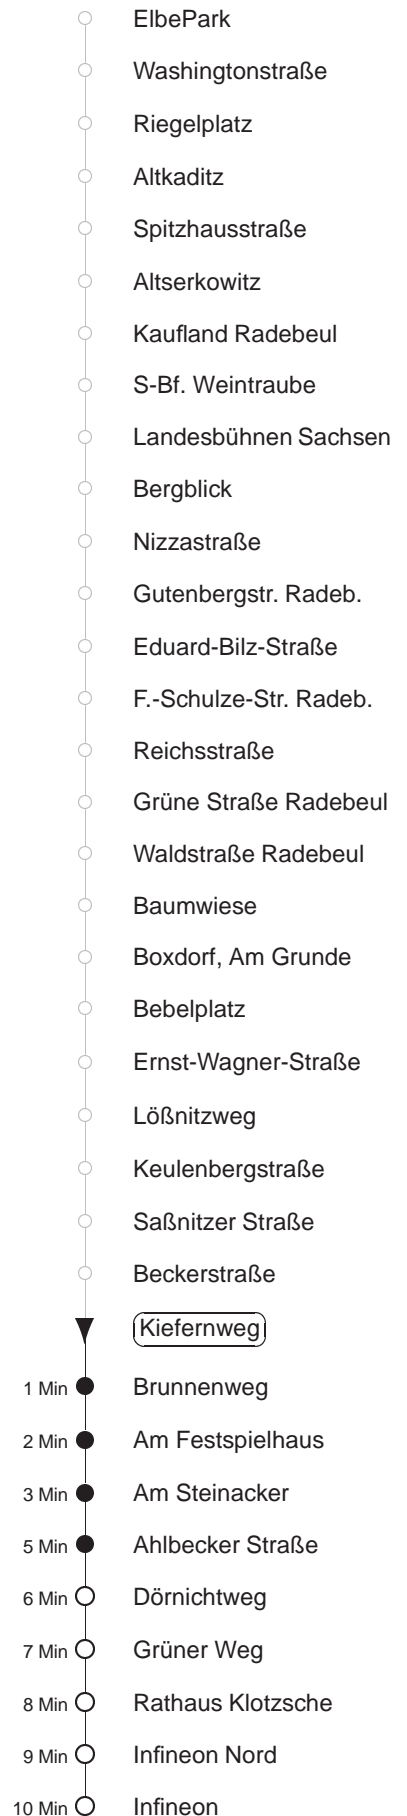 ElbePark
Washingtonstraße
Riegelplatz
Altkaditz
Spitzhausstraße
Altserkowitz
Kaufland Radebeul
S-Bf. Weintraube
Landesbühnen Sachsen
Bergblick
Nizzastraße
Gutenbergstr. Radeb.
Eduard-Bilz-Straße
F.-Schulze-Str. Radeb.
Reichsstraße
Grüne Straße Radebeul
Waldstraße Radebeul
Baumwiese
Boxdorf, Am Grunde
Bebelplatz
Ernst-Wagner-Straße
Lößnitzweg
Keulenbergstraße
Saßnitzer Straße
Beckerstraße
Kiefernweg
1 Min Brunnenweg
2 Min Am Festspielhaus
3 Min Am Steinacker
5 Min Ahlbecker Straße
6 Min Dörnichtweg
7 Min Grüner Weg
8 Min Rathaus Klotzsche
9 Min Infineon Nord
10 Min Infineon